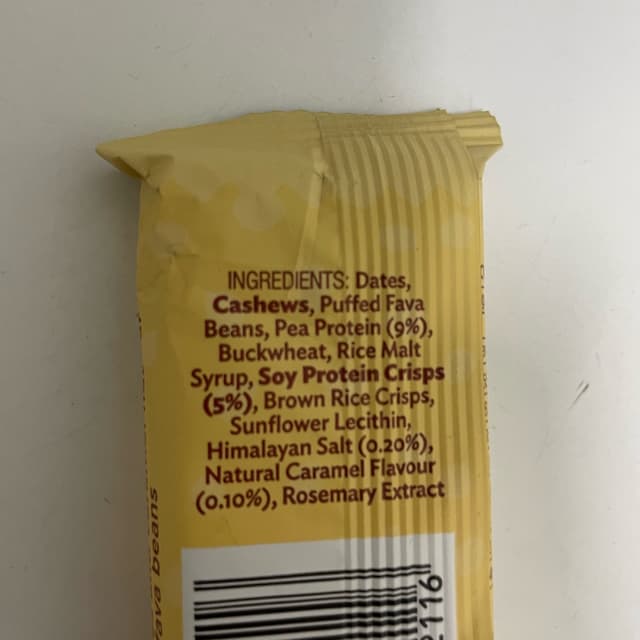 INGREDIENTS: Dates,
Cashews, Puffed Fava
Beans, Pea Protein (9%),
Buckwheat, Rice Malt
Syrup, Soy Protein Crisps
(5%), Brown Rice Crisps,
Sunflower Lecithin,
Himalayan Salt (0.20%),
Natural Caramel Flavour
(0.10%), Rosemary Extract
beans